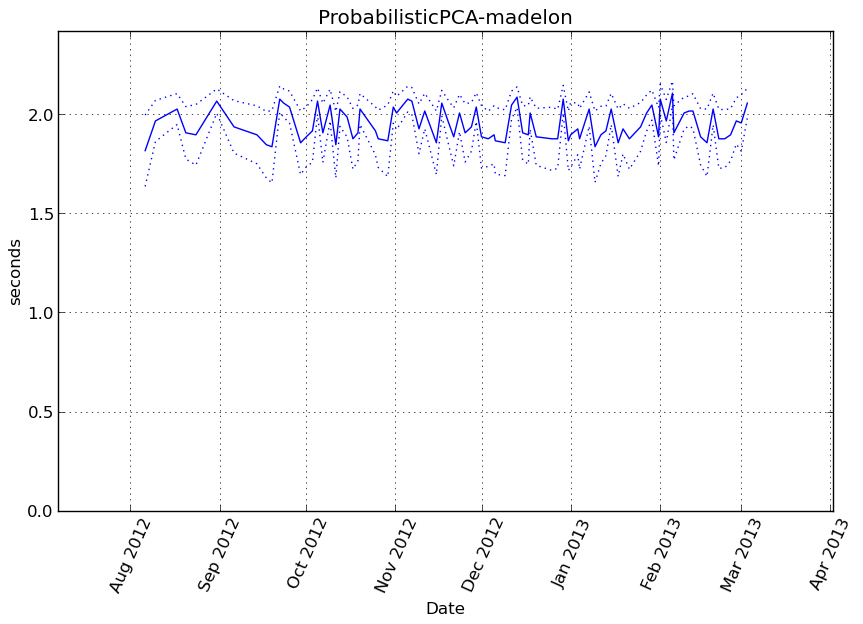 ProbabilisticPCA-madelon
seconds
2.0
1.5
1.0
0.5
0.0
Aug 2012
Sep 2012
Oct 2012
Nov 2012
Dec 2012
Jan 2013
Feb 2013
Mar 2013
Apr 2013
Date